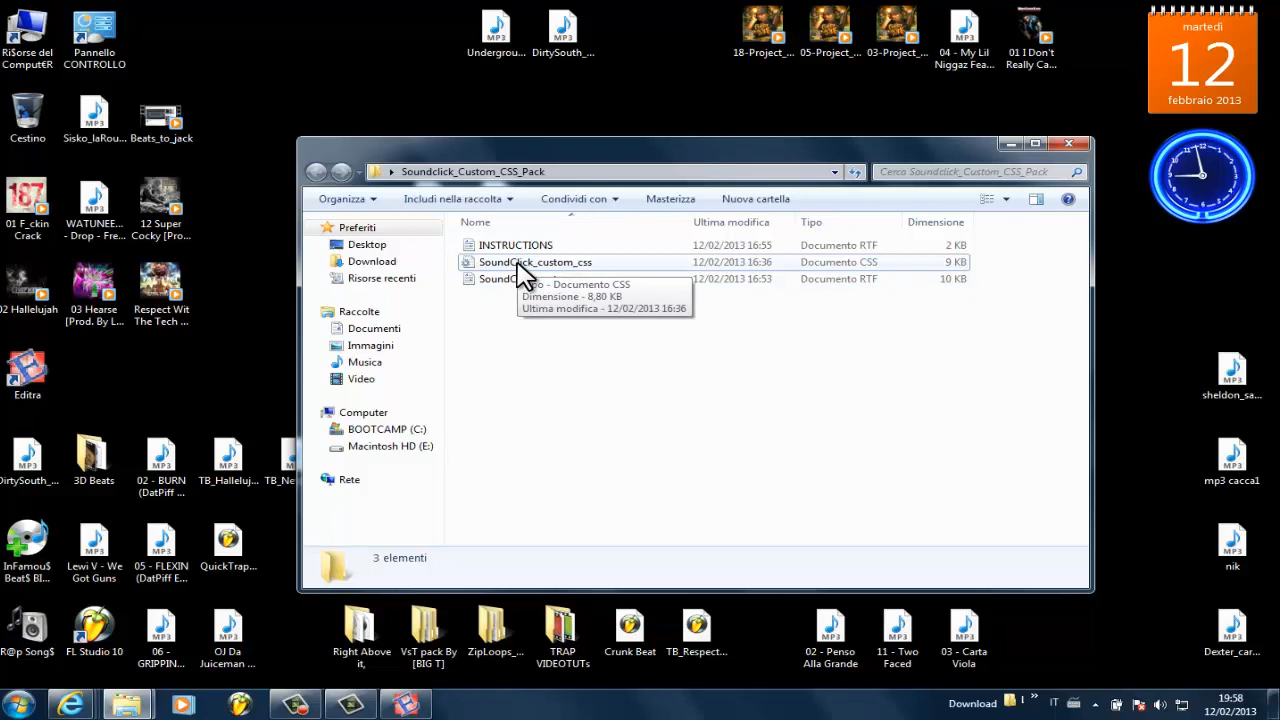 RiSorse del ComputЄR
Pannello CONTROLLO
Undergrou...
DirtySouth_...
18-Project_...
05-Project_...
03-Project_...
04 - My Lil Niggaz Fea...
01 I Don't Really Ca...
martedì
12
febbraio 2013
Cestino
Sisko_laRou...
Beats_to_jack
Soundclick_Custom_CSS_Pack
Cerca Soundclick_Custom_CSS_Pack
Organizza
Includi nella raccolta
Condividi con
Masterizza
Nuova cartella
Nome
Ultima modifica
Tipo
Dimensione
INSTRUCTIONS
12/02/2013 16:55
Documento RTF
2 KB
SoundClick_custom_css
12/02/2013 16:36
Documento CSS
9 KB
12/02/2013 16:53
Documento RTF
10 KB
- Documento CSS
Dimensione - 8,80 KB
Ultima modifica - 12/02/2013 16:36
Preferiti
Desktop
Download
Risorse recenti
Raccolte
Documenti
Immagini
Musica
Video
Computer
BOOTCAMP (C:)
Macintosh HD (E:)
Rete
3 elementi
187
01 F_ckin Crack
WATUNEE... - Drop - Fre...
12 Super Cocky [Pro...
02 Hallelujah
03 Hearse [Prod. By L...
Respect Wit The Tech ...
Editra
sheldon_sa...
DirtySouth_...
3D Beats
02 - BURN (DatPiff ...
TB_Halleluj...
TB_Ne
mp3 cacca1
InFamou$ Beat$ BI...
Lewi V - We Got Guns
05 - FLEXIN (DatPiff E...
QuickTrap...
nik
R@p Song$
FL Studio 10
06 - GRIPPIN...
OJ Da Juiceman ...
Right Above it,
VsT pack By [BIG T]
ZipLoops_...
TRAP VIDEOTUTs
Crunk Beat
TB_Respect...
02 - Penso Alla Grande
11 - Two Faced
03 - Carta Viola
Dexter_car...
Download
IT
19:58
12/02/2013